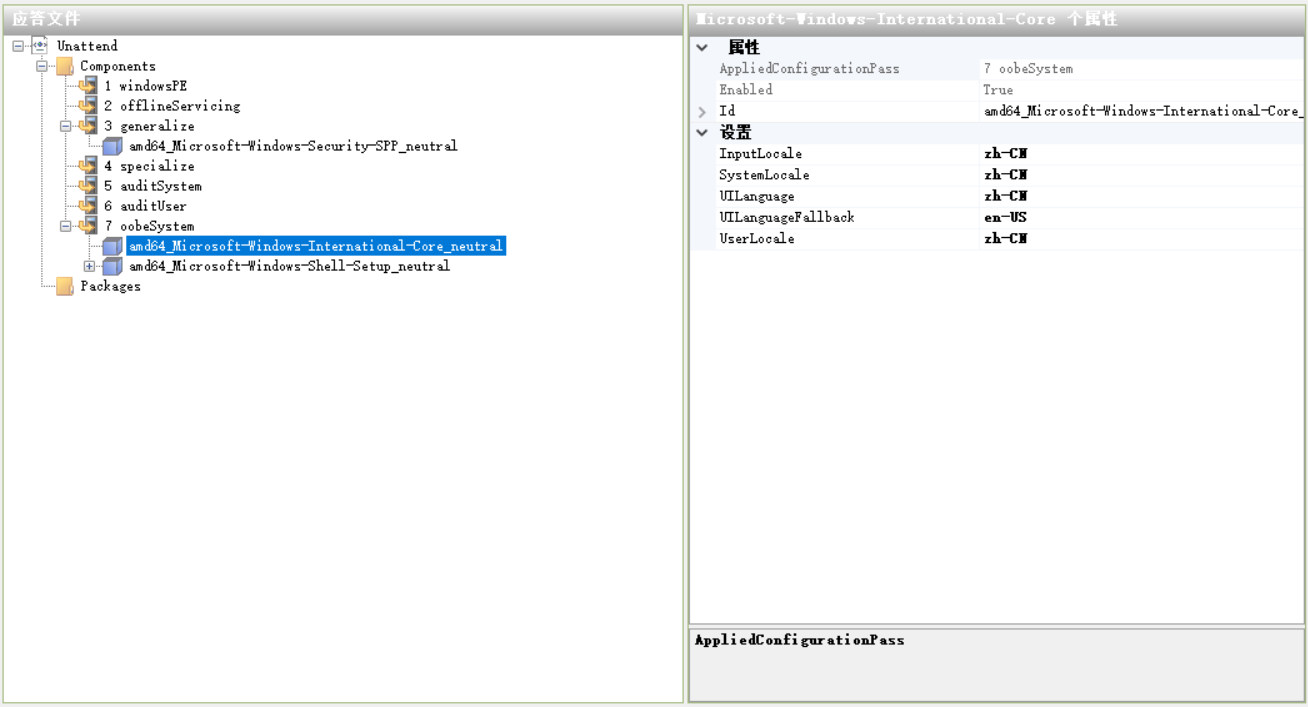 应答文件
Unattend
Components
1 windowsPE
2 offlineServicing
3 generalize
amd64_Microsoft-Windows-Security-SPP_neutral
4 specialize
5 auditSystem
6 auditUser
7 oobeSystem
amd64_Microsoft-Windows-International-Core_neutral
amd64_Microsoft-Windows-Shell-Setup_neutral
Packages
Microsoft-Windows-International-Core 个属性
属性
AppliedConfigurationPass 7 oobeSystem
Enabled True
Id amd64_Microsoft-Windows-International-Core_
设置
InputLocale zh-CN
SystemLocale zh-CN
UILanguage zh-CN
UILanguageFallback en-US
UserLocale zh-CN
AppliedConfigurationPass